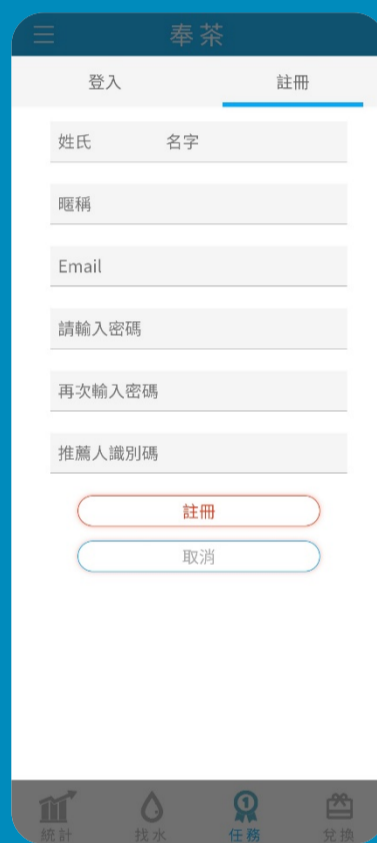 奉茶
登入 註冊
姓氏 名字
暱稱
Email
請輸入密碼
再次輸入密碼
推薦人識別碼
註冊
取消
1
統計 找水 任務 兌換